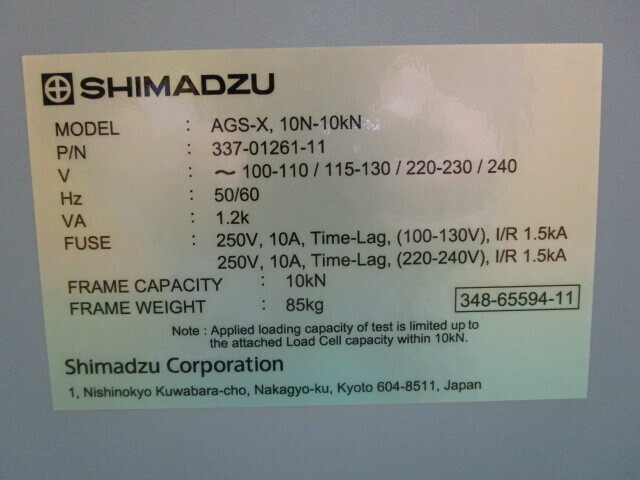 SHIMADZU
MODEL : AGS-X, 10N-10kN
P/N : 337-01261-11
V : ~ 100-110 / 115-130 / 220-230 / 240
Hz : 50/60
VA : 1.2k
FUSE : 250V, 10A, Time-Lag, (100-130V), I/R 1.5kA
250V, 10A, Time-Lag, (220-240V), I/R 1.5kA
FRAME CAPACITY : 10kN
FRAME WEIGHT : 85kg
348-65594-11
Note : Applied loading capacity of test is limited up to
the attached Load Cell capacity within 10kN.
Shimadzu Corporation
1, Nishinokyo Kuwabara-cho, Nakagyo-ku, Kyoto 604-8511, Japan